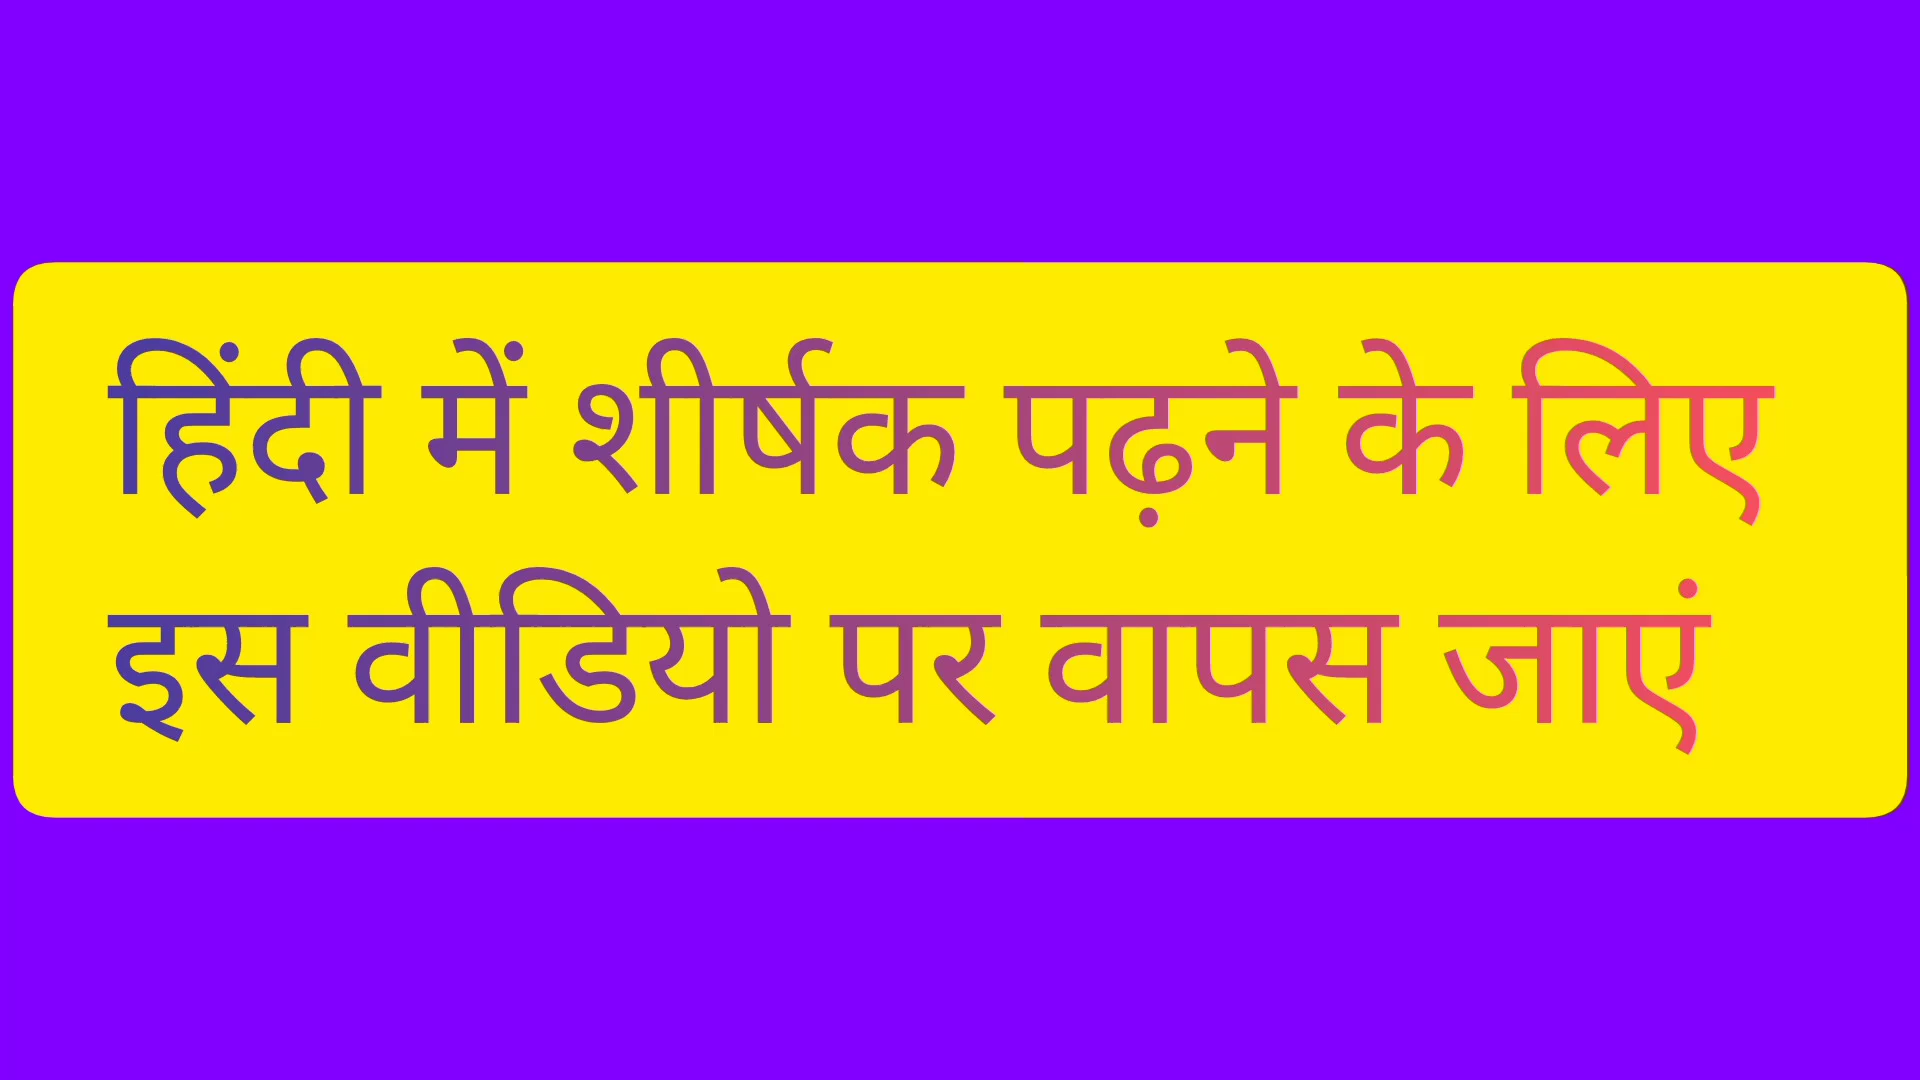 हिंदी में शीर्षक पढ़ने के लिए
इस वीडियो पर वापस जाएं